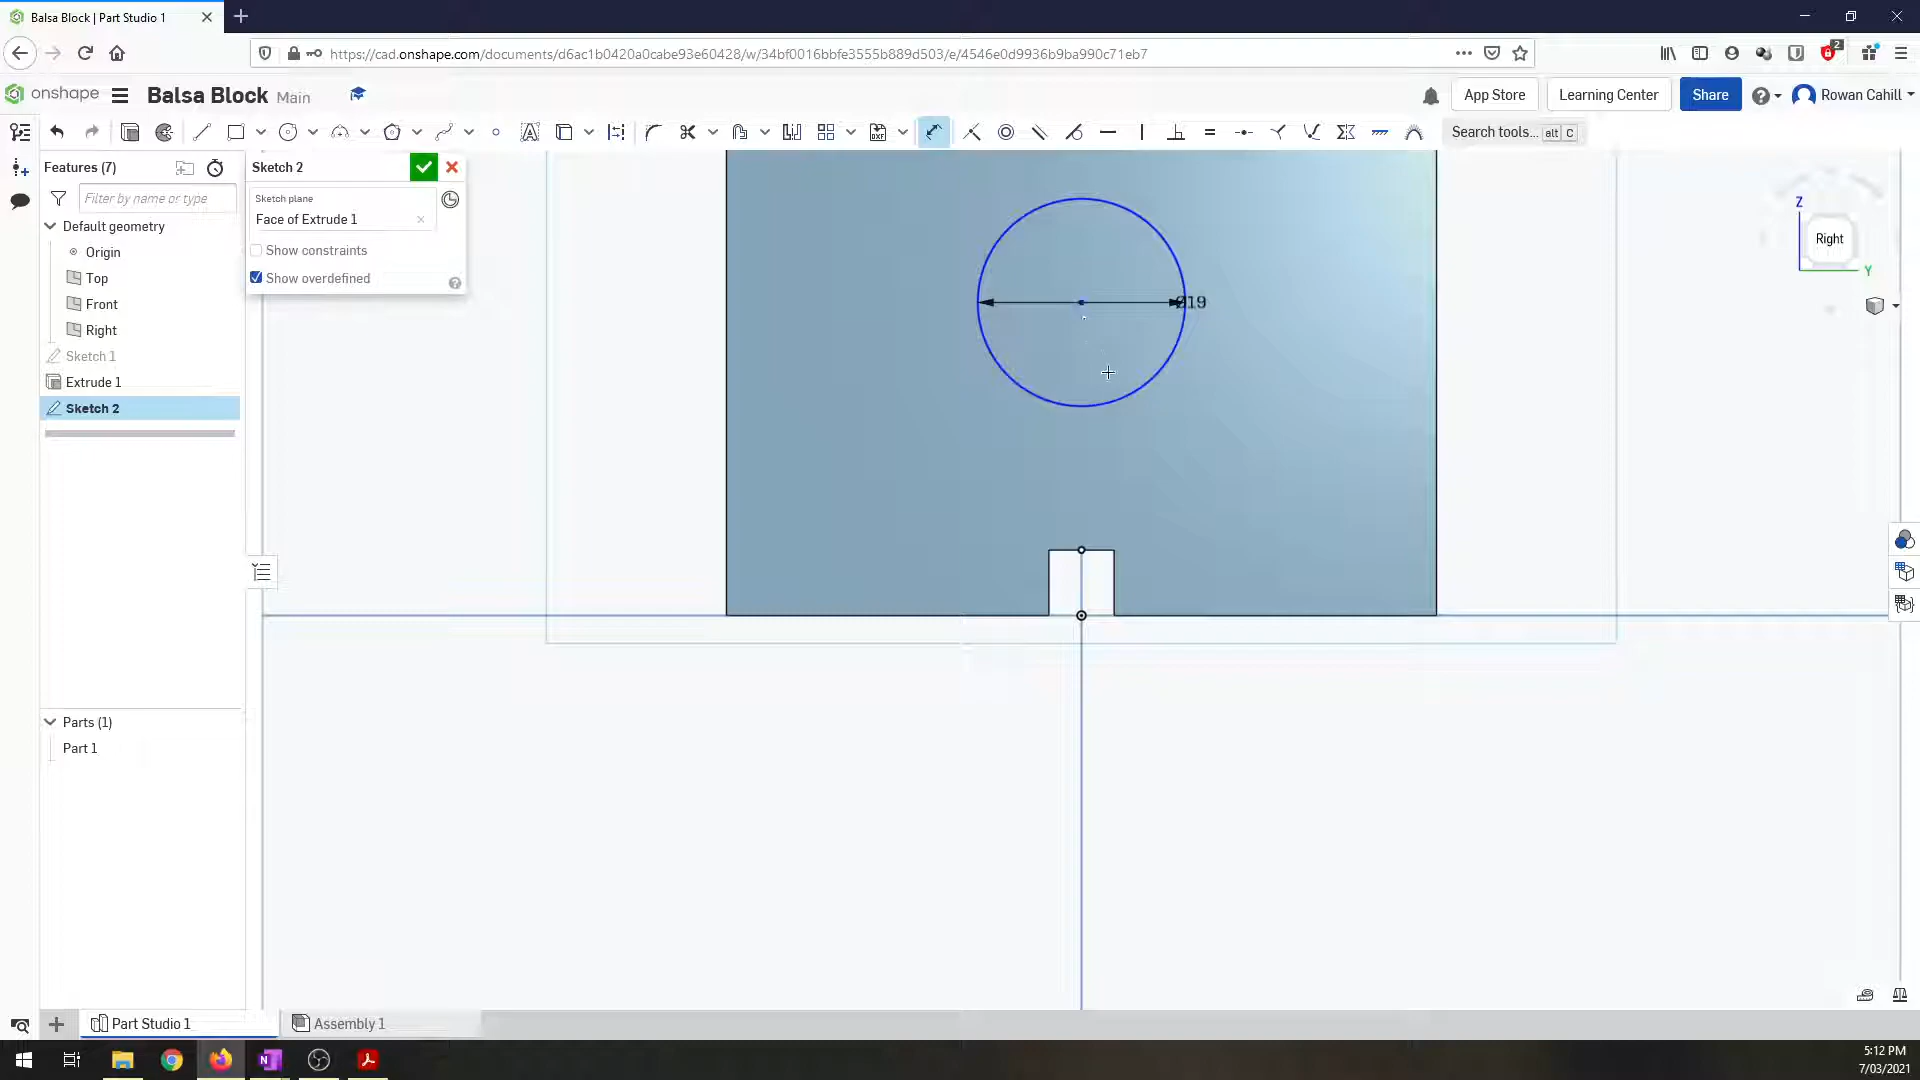 Balsa Block | Part Studio 1
https://cad.onshape.com/documents/d6ac1b0420a0cabe93e60428/w/34bf0016bbfe3555b889d503/e/4546e0d9936b9ba990c71eb7
2
onshape
Balsa Block Main
App Store
Learning Center
Share
Rowan Cahill
Search tools... alt C
Features (7)
Filter by name or type
Default geometry
Origin
Top
Front
Right
Sketch 1
Extrude 1
Sketch 2
Sketch 2
Sketch plane
Face of Extrude 1
Show constraints
Show overdefined
Ø19
Z
Right
Y
Parts (1)
Part 1
Part Studio 1
Assembly 1
5:12 PM
7/03/2021